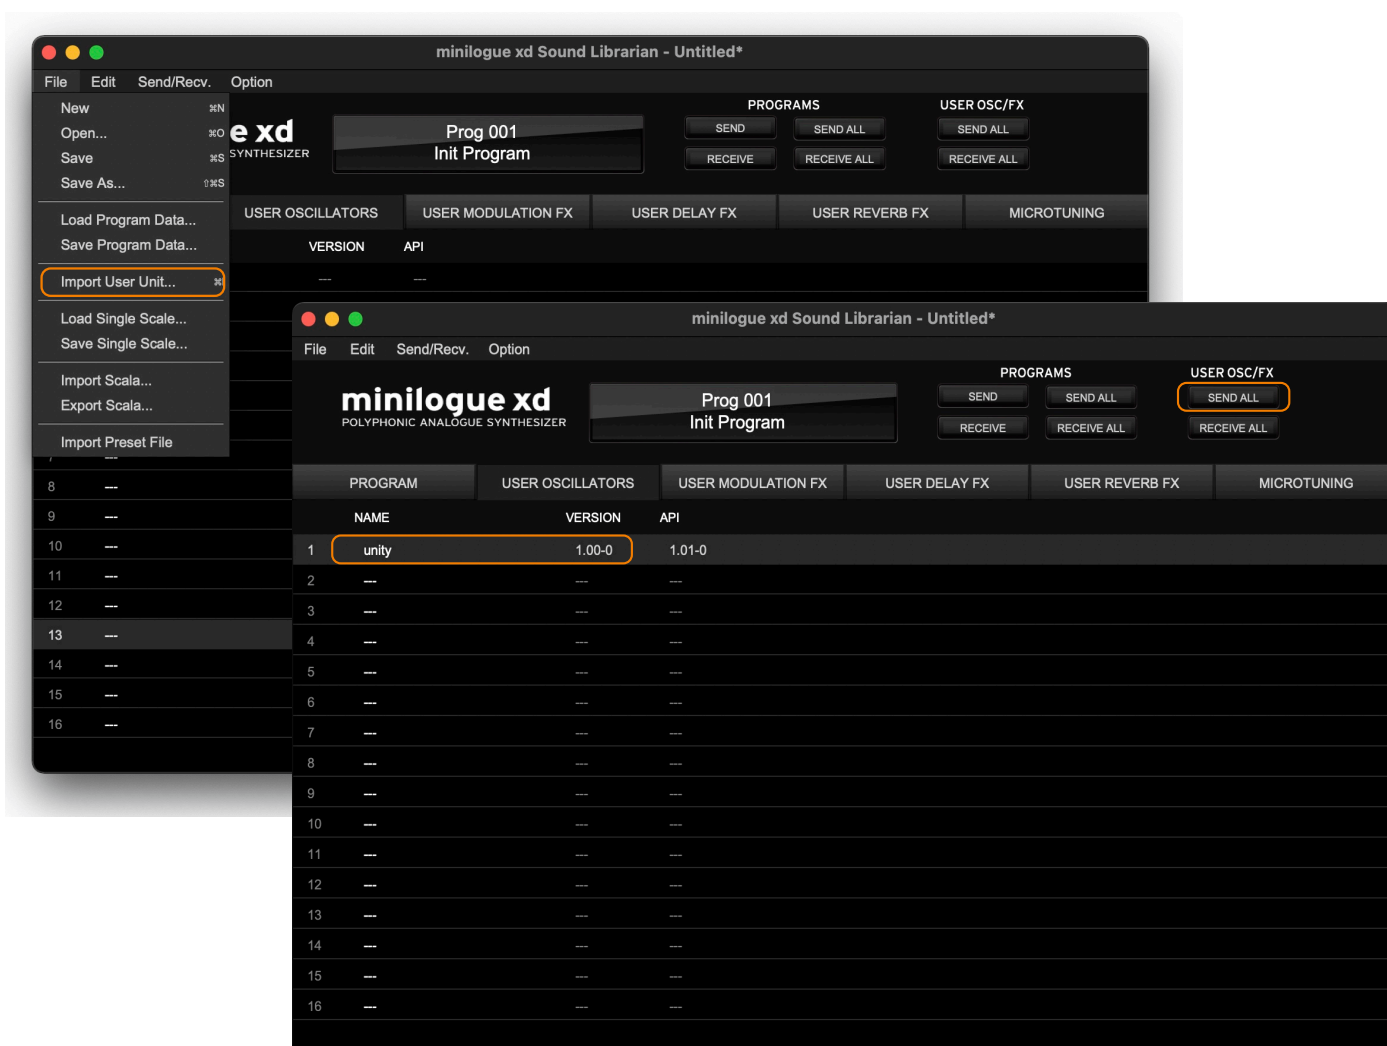 minilogue xd Sound Librarian - Untitled*
File Edit Send/Recv. Option
New ⌘N
Open... ⌘O
Save ⌘S
Save As... ⇧⌘S
Load Program Data...
Save Program Data...
Import User Unit... ⌘
Load Single Scale...
Save Single Scale...
Import Scala...
Export Scala...
Import Preset File
e xd
SYNTHESIZER
Prog 001
Init Program
PROGRAMS USER OSC/FX
SEND SEND ALL SEND ALL
RECEIVE RECEIVE ALL RECEIVE ALL
USER OSCILLATORS USER MODULATION FX USER DELAY FX USER REVERB FX MICROTUNING
VERSION API
--- ---
7 ---
8 ---
9 ---
10 ---
11 ---
12 ---
13 ---
14 ---
15 ---
16 ---
minilogue xd Sound Librarian - Untitled*
File Edit Send/Recv. Option
minilogue xd
POLYPHONIC ANALOGUE SYNTHESIZER
Prog 001
Init Program
PROGRAMS USER OSC/FX
SEND SEND ALL SEND ALL
RECEIVE RECEIVE ALL RECEIVE ALL
PROGRAM USER OSCILLATORS USER MODULATION FX USER DELAY FX USER REVERB FX MICROTUNING
NAME VERSION API
1 unity 1.00-0 1.01-0
2 --- --- ---
3 --- --- ---
4 --- --- ---
5 --- --- ---
6 --- --- ---
7 --- --- ---
8 --- --- ---
9 --- --- ---
10 --- --- ---
11 --- --- ---
12 --- --- ---
13 --- --- ---
14 --- --- ---
15 --- --- ---
16 --- --- ---